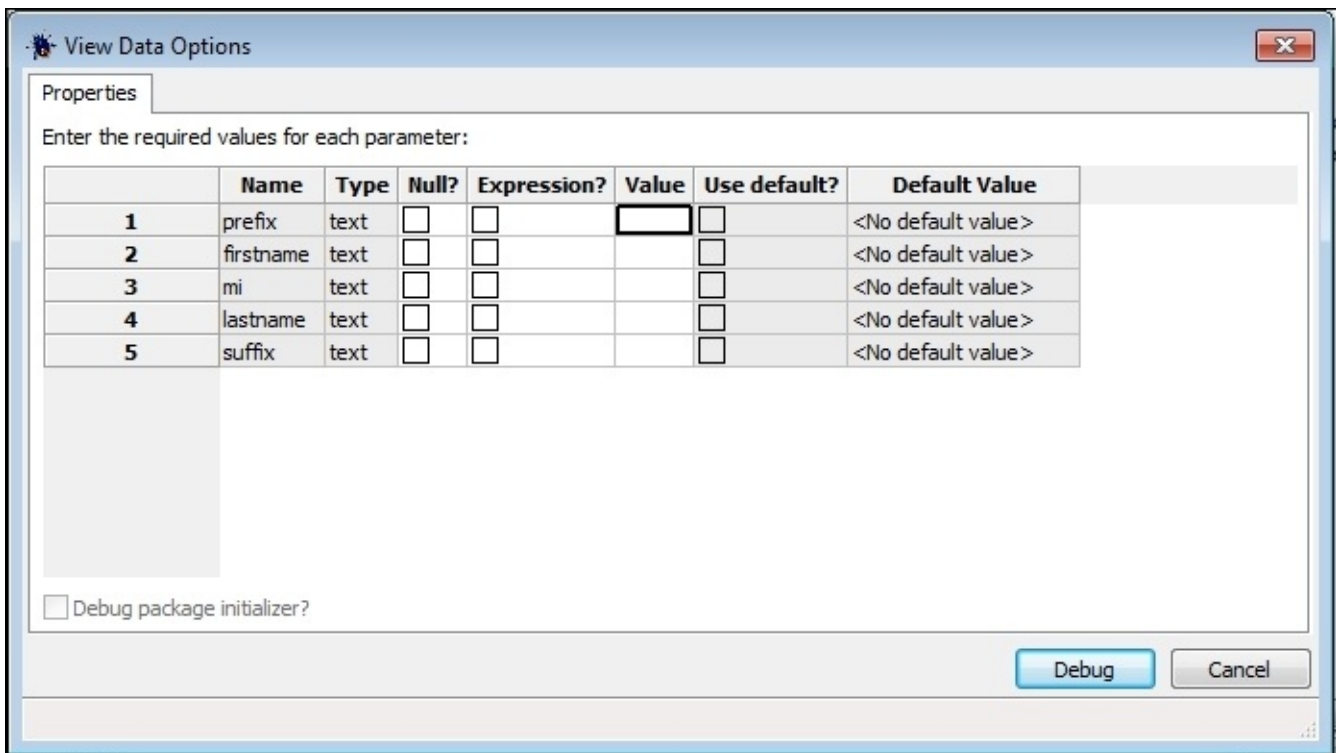 View Data Options
Properties
Enter the required values for each parameter:
Name Type Null? Expression? Value Use default? Default Value
1 prefix text <No default value>
2 firstname text <No default value>
3 mi text <No default value>
4 lastname text <No default value>
5 suffix text <No default value>
Debug package initializer?
Debug Cancel